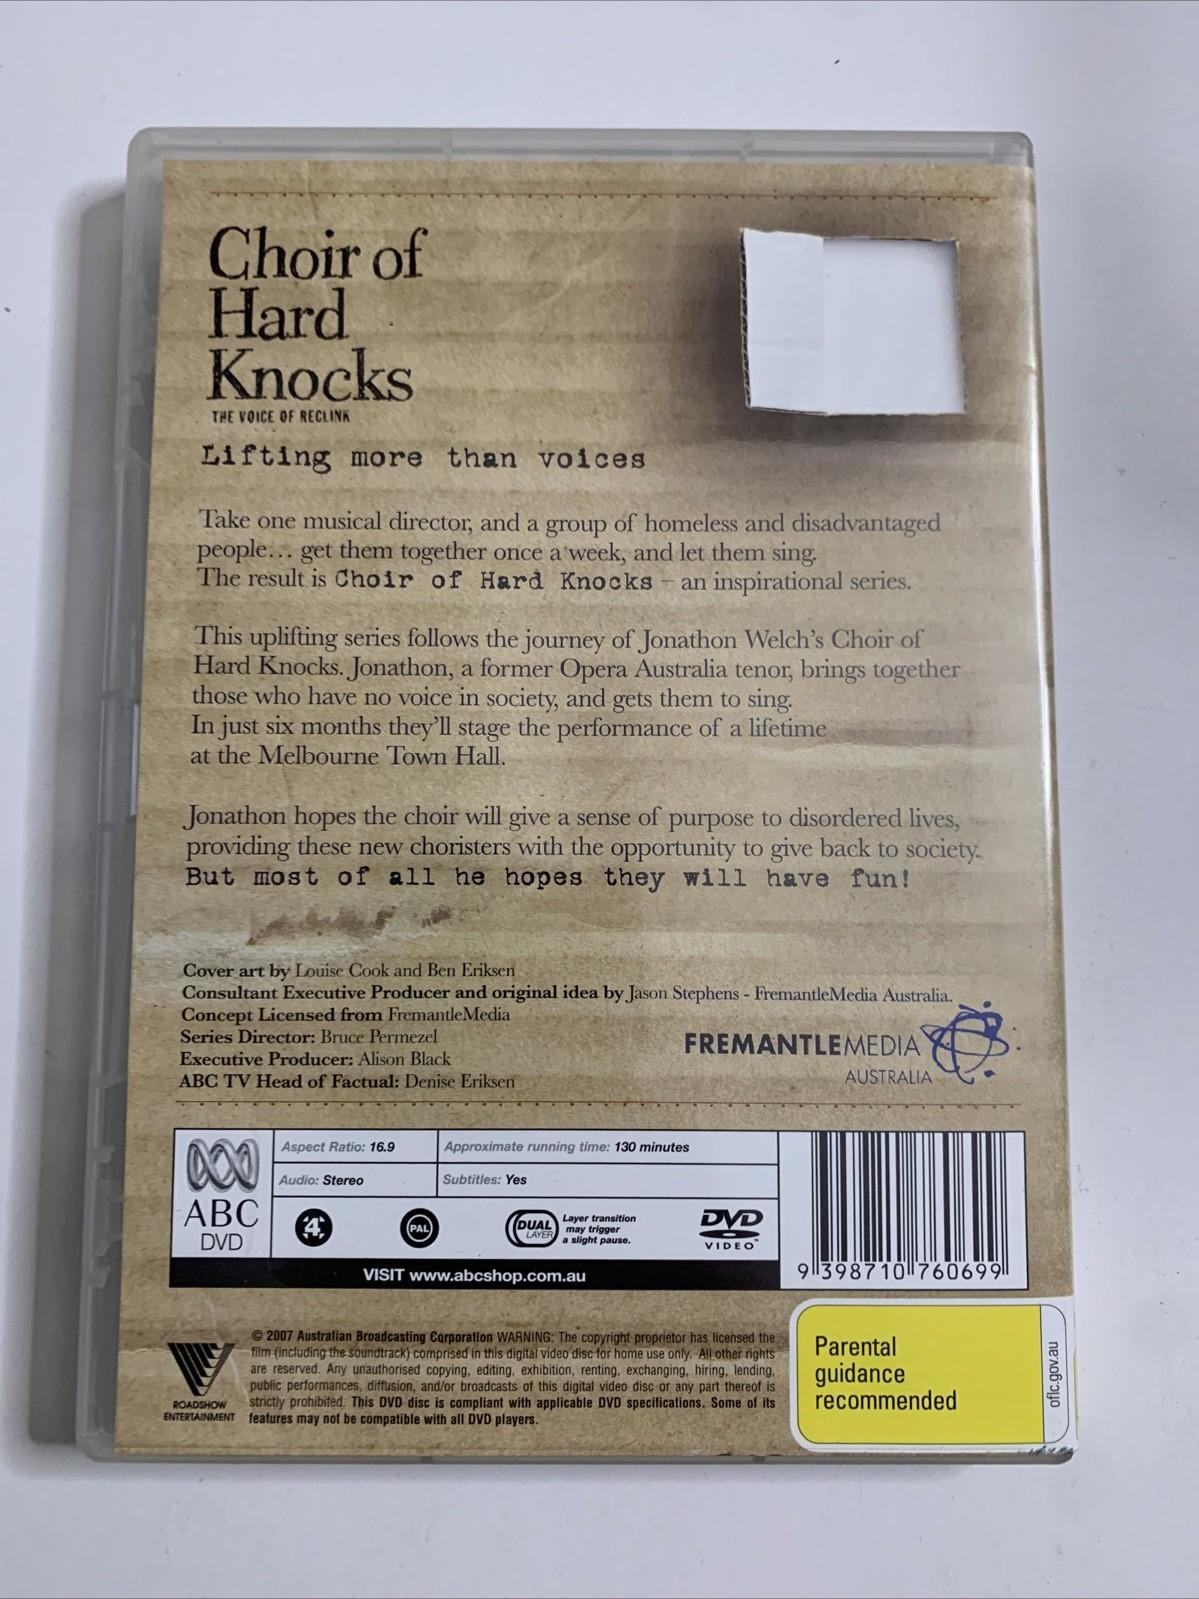 Choir of
Hard
Knocks
THE VOICE OF RECLINK
Lifting more than voices
Take one musical director, and a group of homeless and disadvantaged
people... get them together once a week, and let them sing.
The result is Choir of Hard Knocks – an inspirational series.
This uplifting series follows the journey of Jonathon Welch's Choir of
Hard Knocks. Jonathon, a former Opera Australia tenor, brings together
those who have no voice in society, and gets them to sing.
In just six months they'll stage the performance of a lifetime
at the Melbourne Town Hall.
Jonathon hopes the choir will give a sense of purpose to disordered lives,
providing these new choristers with the opportunity to give back to society.
But most of all he hopes they will have fun!
Cover art by Louise Cook and Ben Eriksen
Consultant Executive Producer and original idea by Jason Stephens - FremantleMedia Australia.
Concept Licensed from FremantleMedia
Series Director: Bruce Permezel
Executive Producer: Alison Black
ABC TV Head of Factual: Denise Eriksen
FREMANTLEMEDIA
AUSTRALIA
ABC
DVD
Aspect Ratio: 16.9
Approximate running time: 130 minutes
Audio: Stereo
Subtitles: Yes
4
PAL
DUAL
LAYER
Layer transition
may trigger
a slight pause.
DVD
VIDEO™
VISIT www.abcshop.com.au
9 398710 760699
ROADSHOW
ENTERTAINMENT
© 2007 Australian Broadcasting Corporation WARNING: The copyright proprietor has licensed the
film (including the soundtrack) comprised in this digital video disc for home use only. All other rights
are reserved. Any unauthorised copying, editing, exhibition, renting, exchanging, hiring, lending,
public performances, diffusion, and/or broadcasts of this digital video disc or any part thereof is
strictly prohibited. This DVD disc is compliant with applicable DVD specifications. Some of its
features may not be compatible with all DVD players.
Parental
guidance
recommended
oflc.gov.au